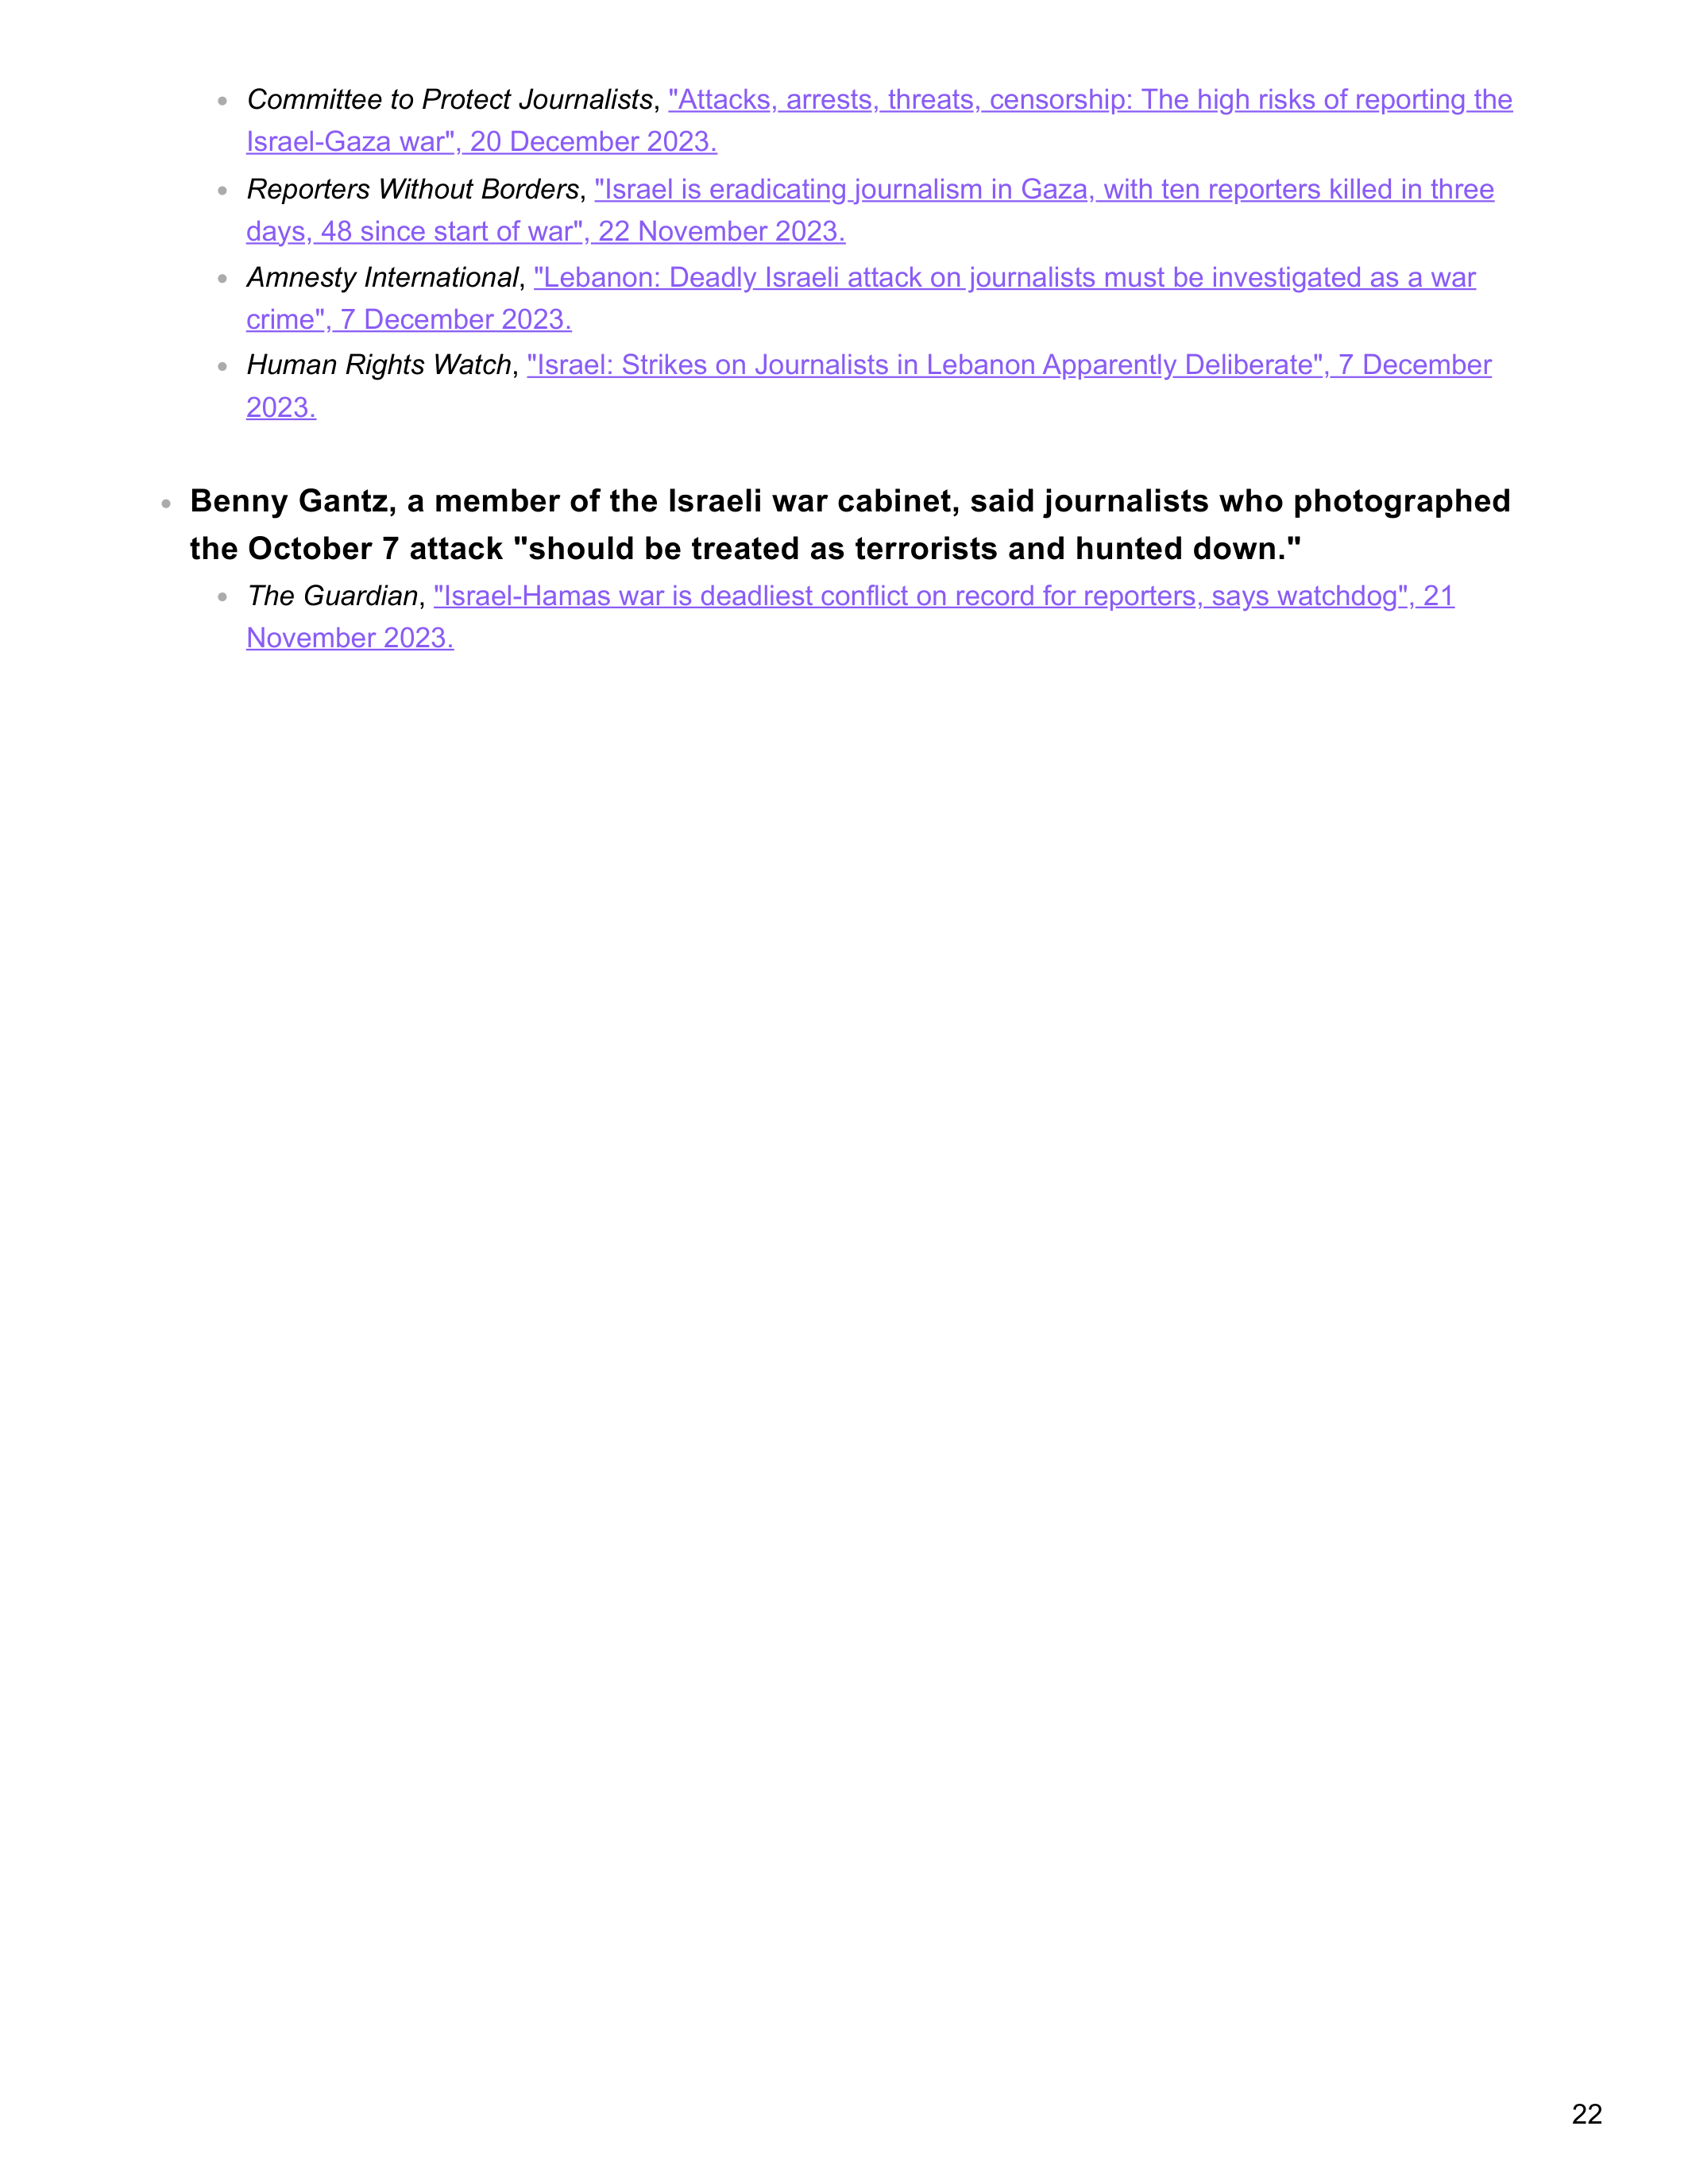 • Committee to Protect Journalists, "Attacks, arrests, threats, censorship: The high risks of reporting the
Israel-Gaza war", 20 December 2023.
• Reporters Without Borders, "Israel is eradicating journalism in Gaza, with ten reporters killed in three
days, 48 since start of war", 22 November 2023.
• Amnesty International, "Lebanon: Deadly Israeli attack on journalists must be investigated as a war
crime", 7 December 2023.
• Human Rights Watch, "Israel: Strikes on Journalists in Lebanon Apparently Deliberate", 7 December
2023.
• Benny Gantz, a member of the Israeli war cabinet, said journalists who photographed
the October 7 attack "should be treated as terrorists and hunted down."
• The Guardian, "Israel-Hamas war is deadliest conflict on record for reporters, says watchdog", 21
November 2023.
22